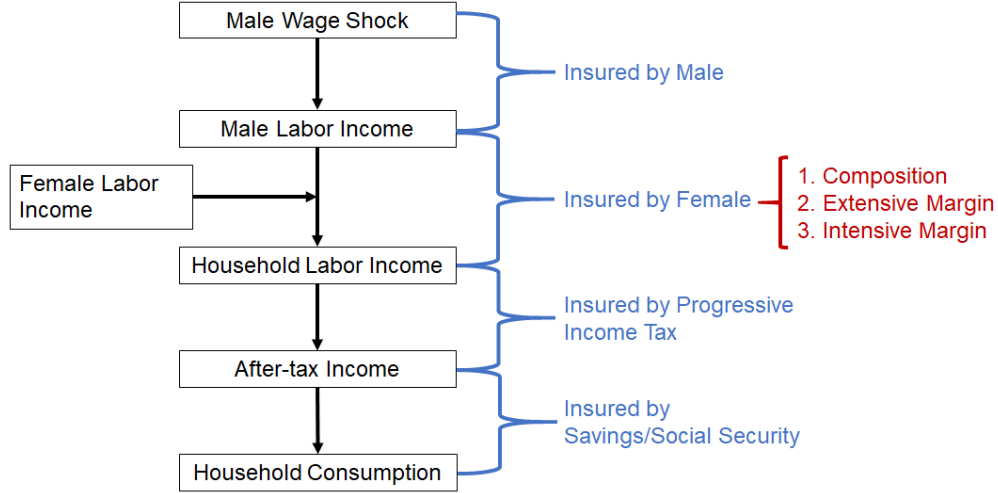 Male Wage Shock
Insured by Male
Male Labor Income
Female Labor
Income
Insured by Female
1. Composition
2. Extensive Margin
3. Intensive Margin
Household Labor Income
Insured by Progressive
Income Tax
After-tax Income
Insured by
Savings/Social Security
Household Consumption